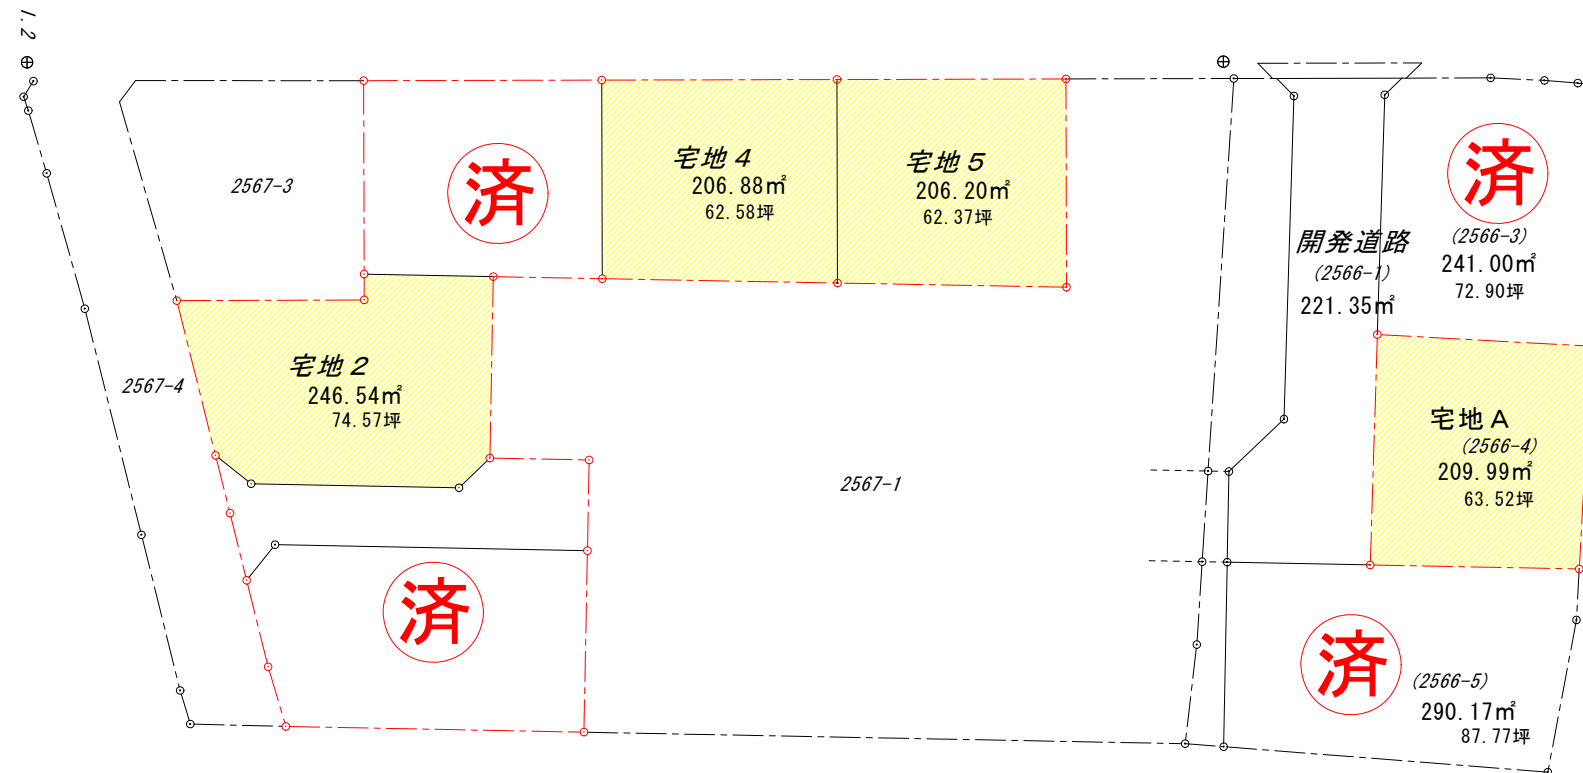 1.2
2567-3
済
宅地4
206.88㎡
62.58坪
宅地5
206.20㎡
62.37坪
開発道路
(2566-1)
221.35㎡
済
(2566-3)
241.00㎡
72.90坪
宅地2
246.54㎡
74.57坪
2567-4
2567-1
宅地A
(2566-4)
209.99㎡
63.52坪
済
済
(2566-5)
290.17㎡
87.77坪